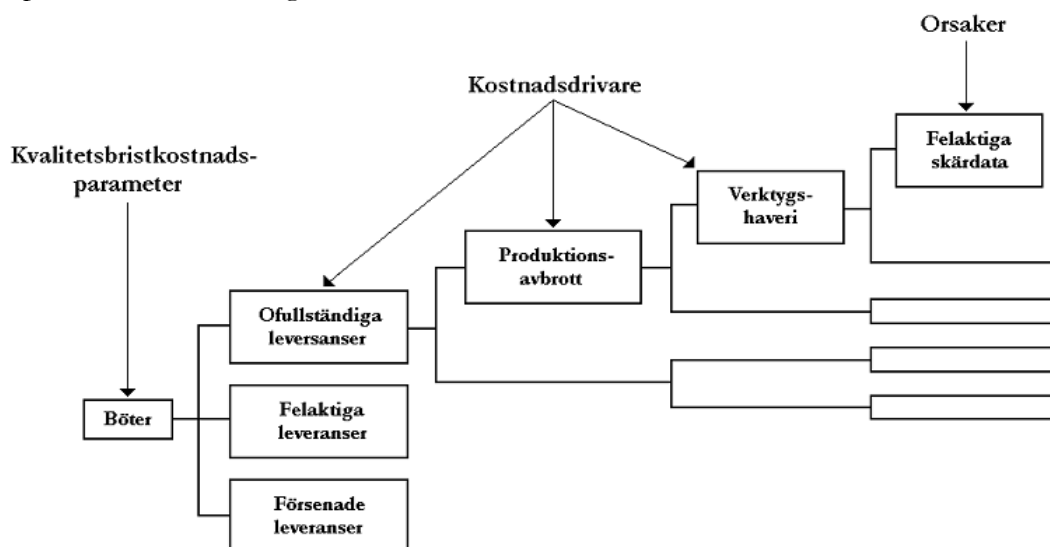 Orsaker
Kostnadsdrivare
Felaktiga
skärdata
Kvalitetsbristkostnads-
parameter
Verktygs-
haveri
Produktions-
avbrott
Ofullständiga
leversanser
Felaktiga
leveranser
Böter
Försenade
leveranser